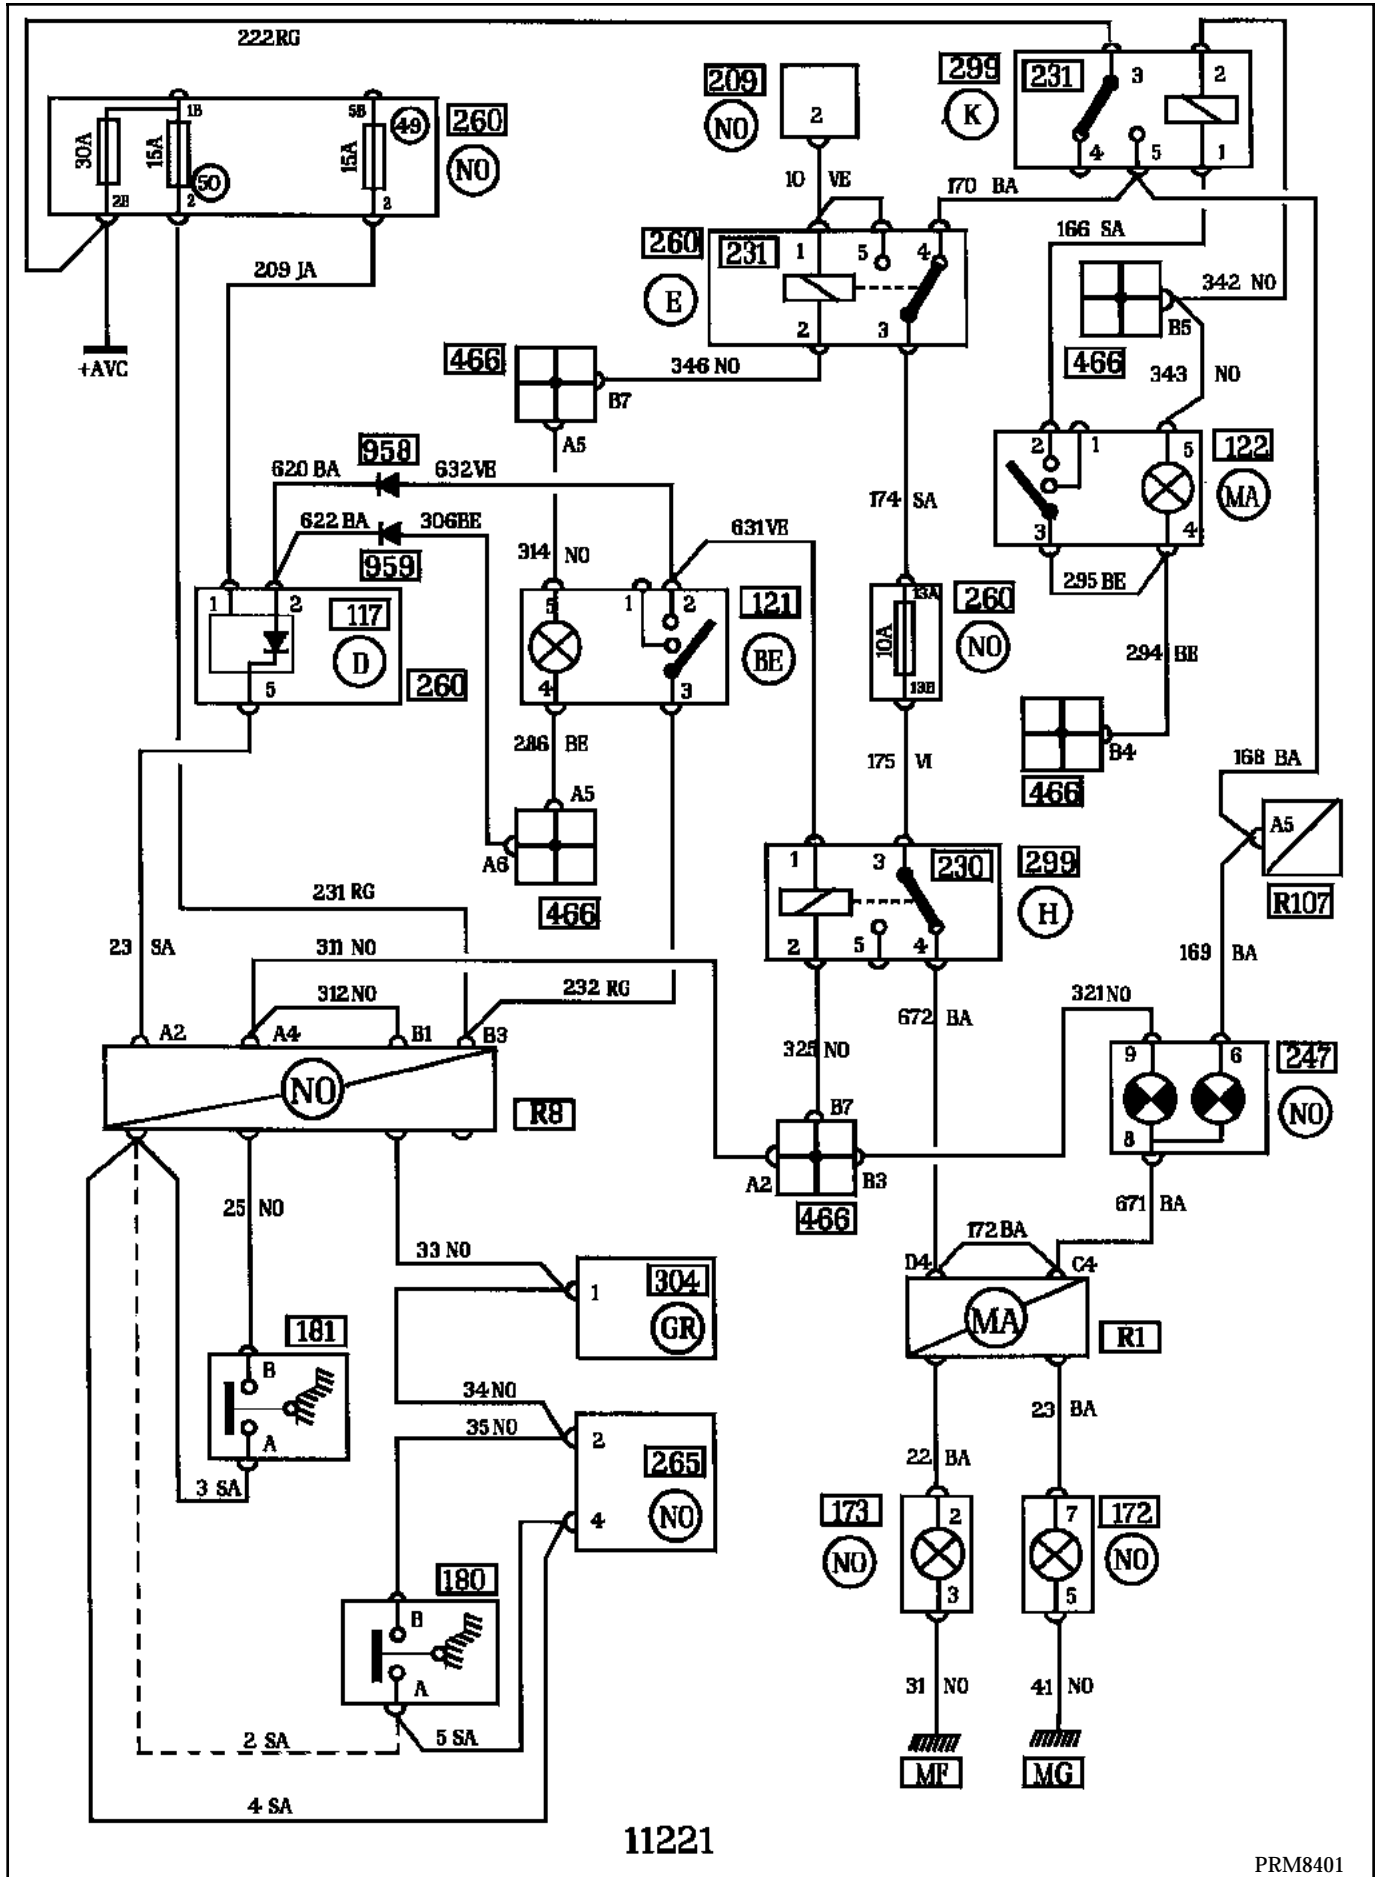 222 RG
299
231
3
2
K
4
5
1
209
NO
2
30A
1B
15A
50
2B
2
5B
49
15A
2
260
NO
10 VE
170 BA
166 SA
209 JA
260
231
E
1
5
4
2
3
342 NO
B5
466
343 NO
+AVC
466
346 NO
B7
A5
958
620 BA
632 VE
622 BA
306 BE
959
174 SA
2
1
5
3
4
122
MA
295 BE
631 VE
314 NO
1
2
117
D
5
260
5
1
2
4
3
121
BE
13A
10A
13B
260
NO
294 BE
B4
466
286 BE
175 VI
168 BA
A5
R107
A5
A6
466
1
3
230
2
5
4
299
H
231 RG
23 SA
311 NO
312 NO
232 RG
169 BA
672 BA
321 NO
325 NO
A2
A4
B1
B3
NO
R8
9
6
8
247
NO
B7
A2
B3
466
671 BA
25 NO
172 BA
D4
C4
MA
R1
33 NO
1
304
GR
181
B
A
3 SA
34 NO
35 NO
2
265
4
NO
22 BA
23 BA
173
NO
2
3
7
5
172
NO
180
B
A
31 NO
41 NO
2 SA
5 SA
MF
MG
4 SA
11221
PRM8401